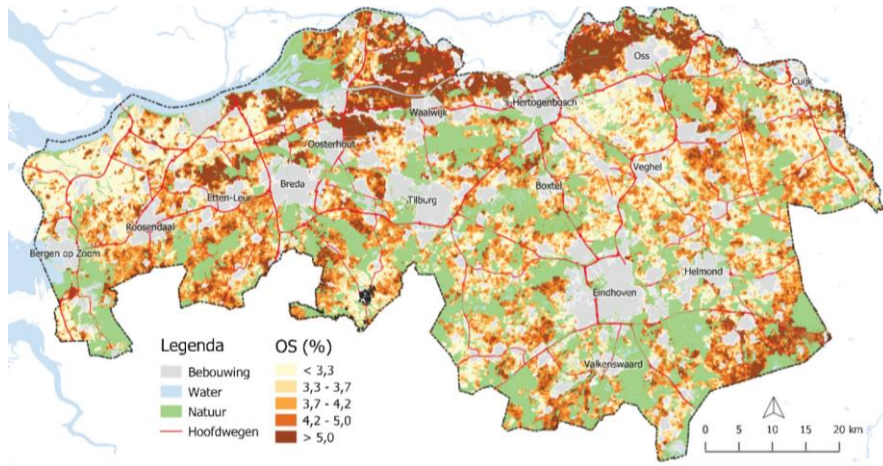 Oss
Cuijk
Waalwijk
's-Hertogenbosch
Oosterhout
Veghel
Breda
Boxtel
Etten-Leur
Tilburg
Roosendaal
Bergen op Zoom
Helmond
Eindhoven
Valkenswaard
Legenda
Bebouwing
Water
Natuur
Hoofdwegen
OS (%)
< 3,3
3,3 - 3,7
3,7 - 4,2
4,2 - 5,0
> 5,0
0 5 10 15 20 km